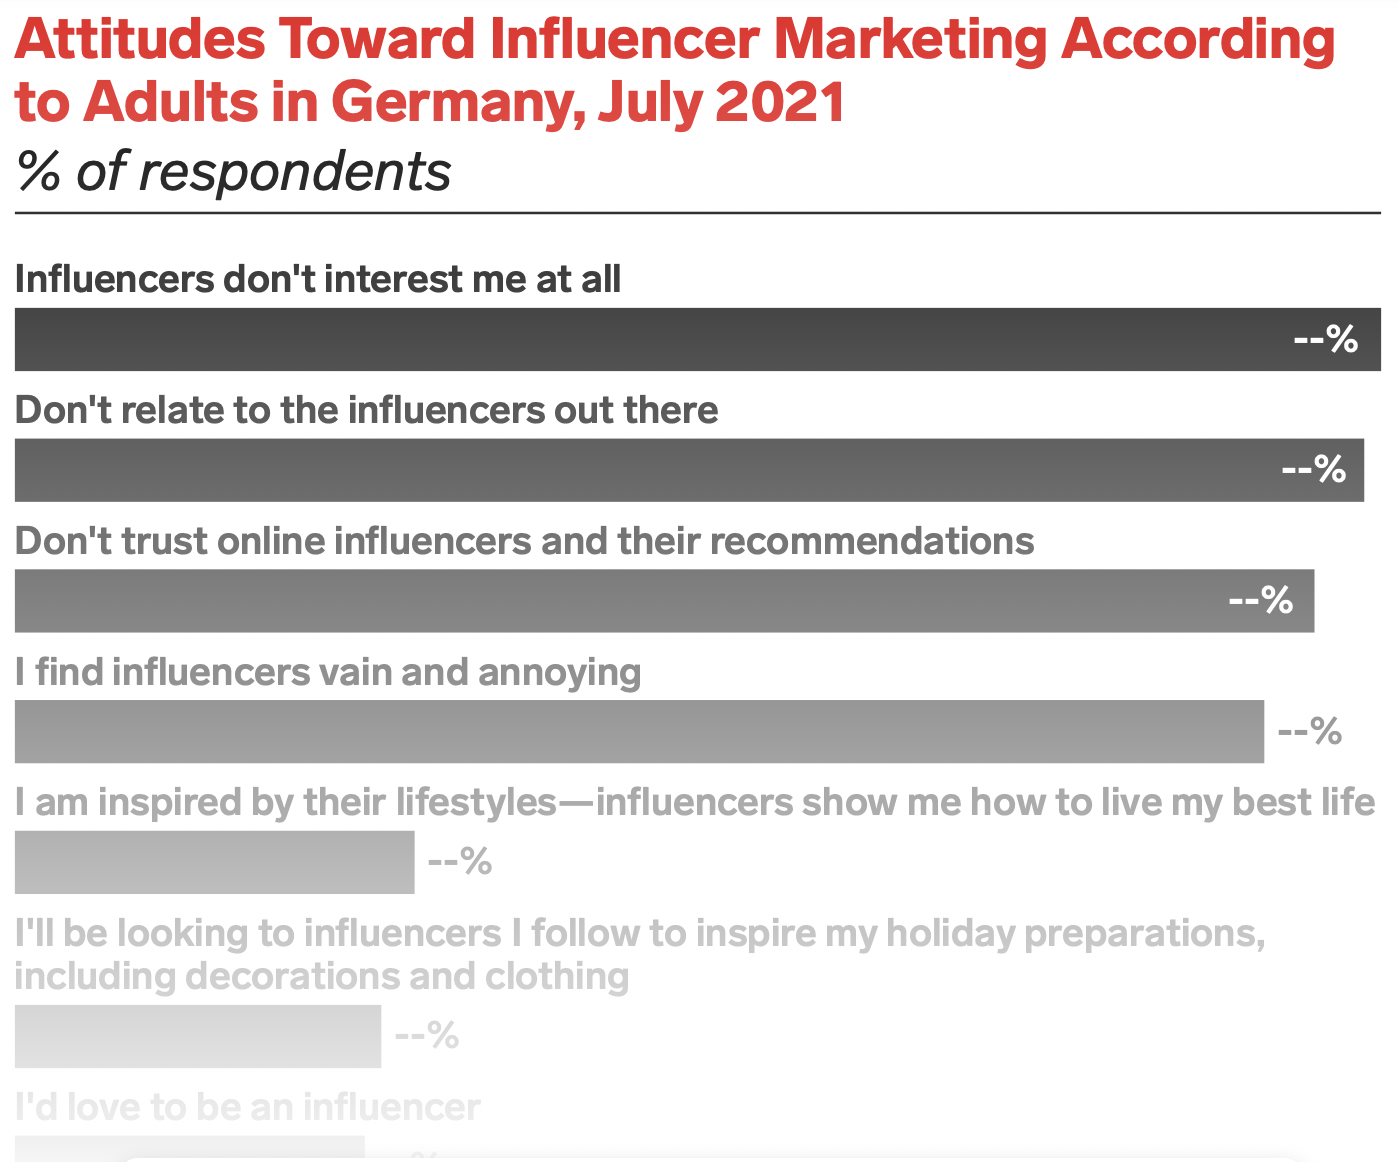 Attitudes Toward Influencer Marketing According
to Adults in Germany, July 2021
% of respondents
Influencers don't interest me at all
--%
Don't relate to the influencers out there
--%
Don't trust online influencers and their recommendations
--%
I find influencers vain and annoying
--%
I am inspired by their lifestyles—influencers show me how to live my best life
--%
I'll be looking to influencers I follow to inspire my holiday preparations,
including decorations and clothing
--%
I'd love to be an influencer